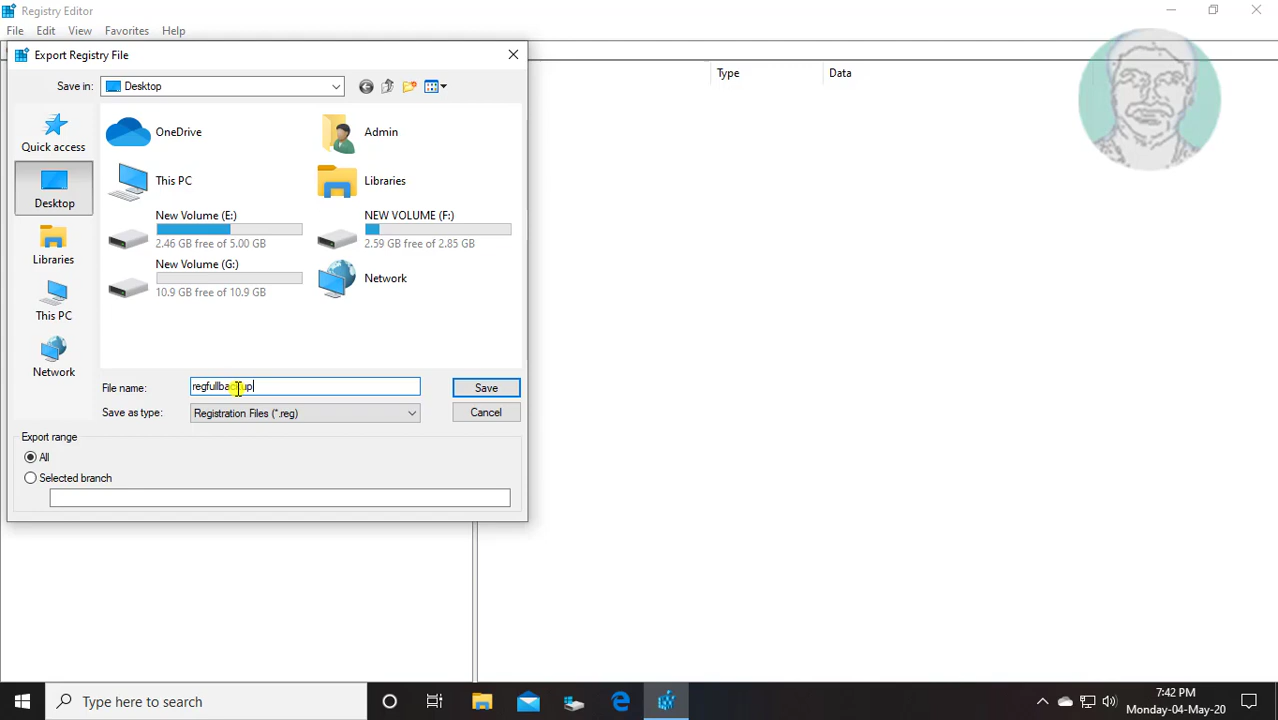 Registry Editor
File Edit View Favorites Help
Export Registry File
Type Data
Save in: Desktop
OneDrive Admin
Quick access
This PC Libraries
Desktop
New Volume (E:) NEW VOLUME (F:)
2.46 GB free of 5.00 GB 2.59 GB free of 2.85 GB
Libraries
New Volume (G:) Network
10.9 GB free of 10.9 GB
This PC
Network
File name: regfullbackup Save
Save as type: Registration Files (*.reg) Cancel
Export range
All
Selected branch
Type here to search
7:42 PM
Monday-04-May-20